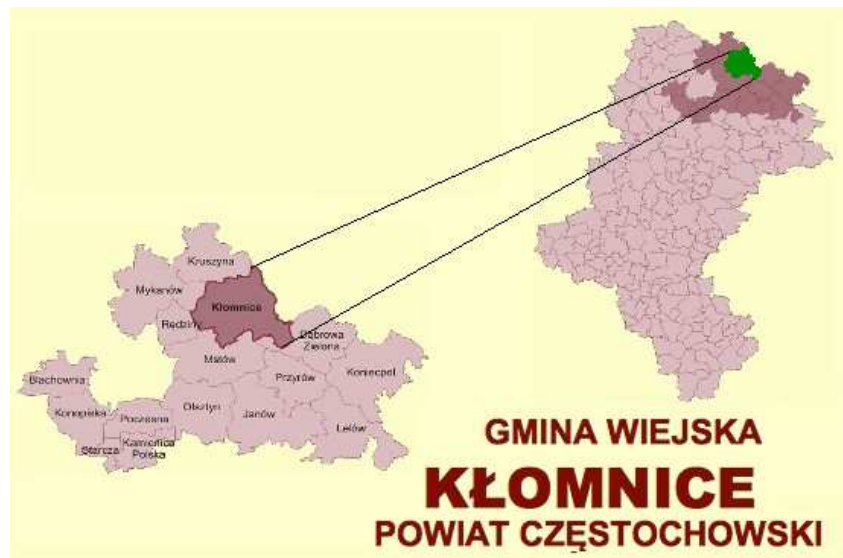 Kruszyna
Mykanów
Kłomnice
Rędziny
Dąbrowa
Zielona
Mstów
Koniecpol
Przyrów
Blachownia
Olsztyn
Konopiska
Janów
Poczesna
Lelów
Kamienica
Polska
Starcza
GMINA WIEJSKA
KŁOMNICE
POWIAT CZĘSTOCHOWSKI